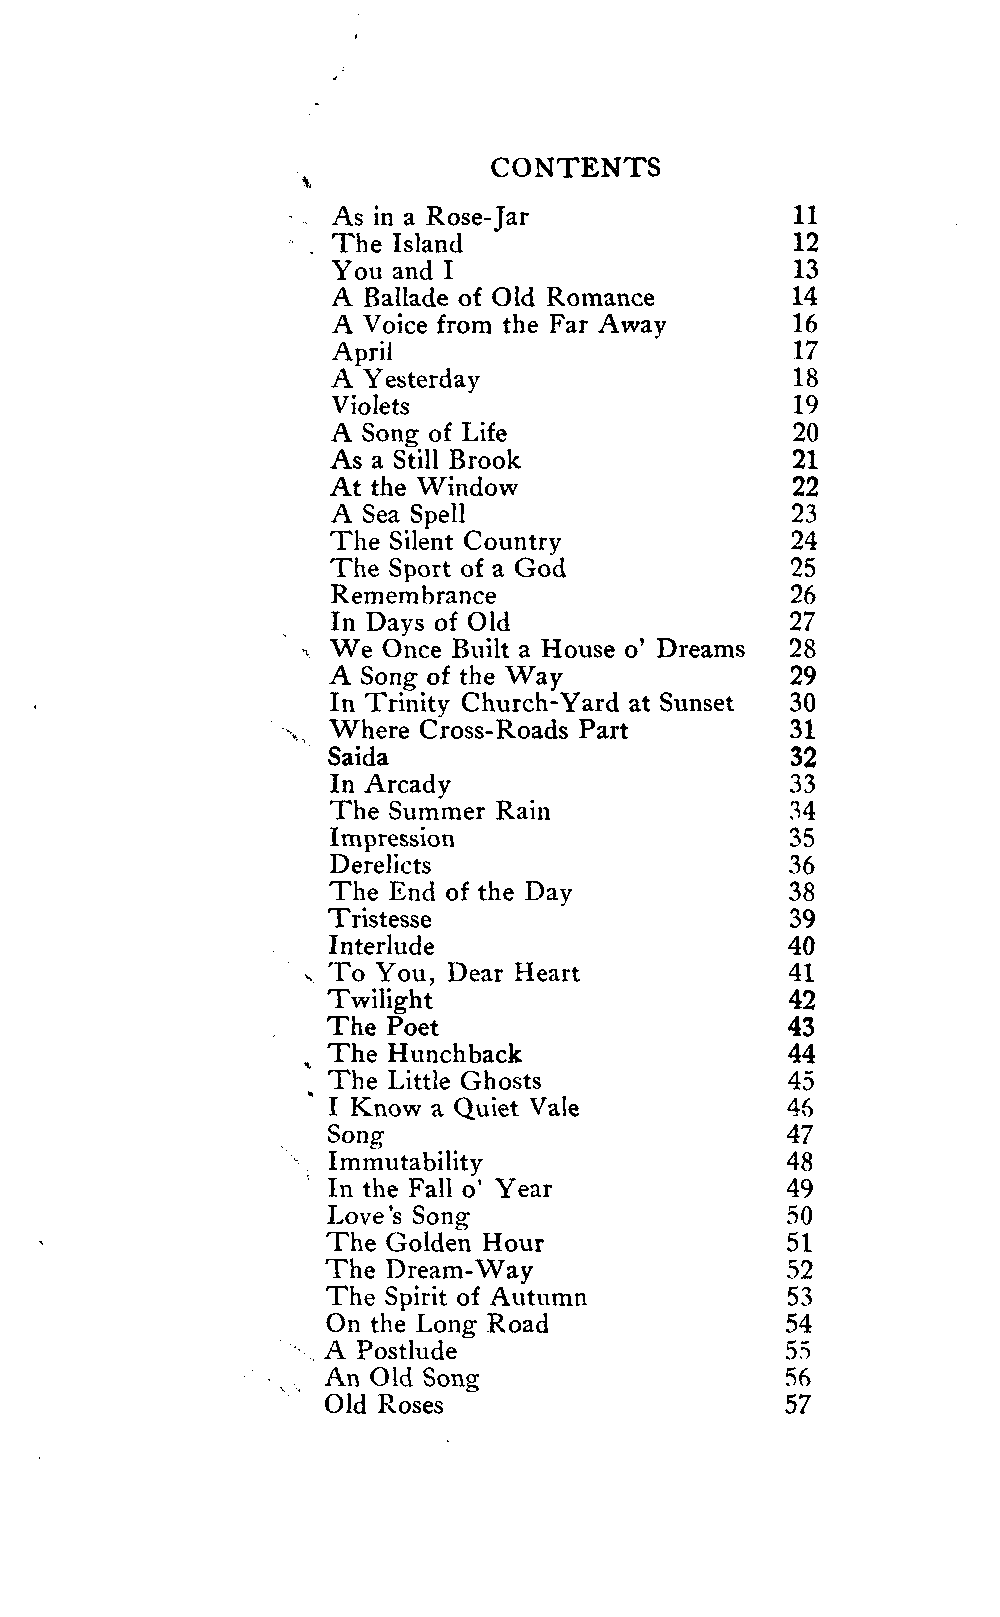 CONTENTS
As in a Rose-Jar 11
The Island 12
You and I 13
A Ballade of Old Romance 14
A Voice from the Far Away 16
April 17
A Yesterday 18
Violets 19
A Song of Life 20
As a Still Brook 21
At the Window 22
A Sea Spell 23
The Silent Country 24
The Sport of a God 25
Remembrance 26
In Days of Old 27
We Once Built a House o' Dreams 28
A Song of the Way 29
In Trinity Church-Yard at Sunset 30
Where Cross-Roads Part 31
Saida 32
In Arcady 33
The Summer Rain 34
Impression 35
Derelicts 36
The End of the Day 38
Tristesse 39
Interlude 40
To You, Dear Heart 41
Twilight 42
The Poet 43
The Hunchback 44
The Little Ghosts 45
I Know a Quiet Vale 46
Song 47
Immutability 48
In the Fall o' Year 49
Love's Song 50
The Golden Hour 51
The Dream-Way 52
The Spirit of Autumn 53
On the Long Road 54
A Postlude 55
An Old Song 56
Old Roses 57